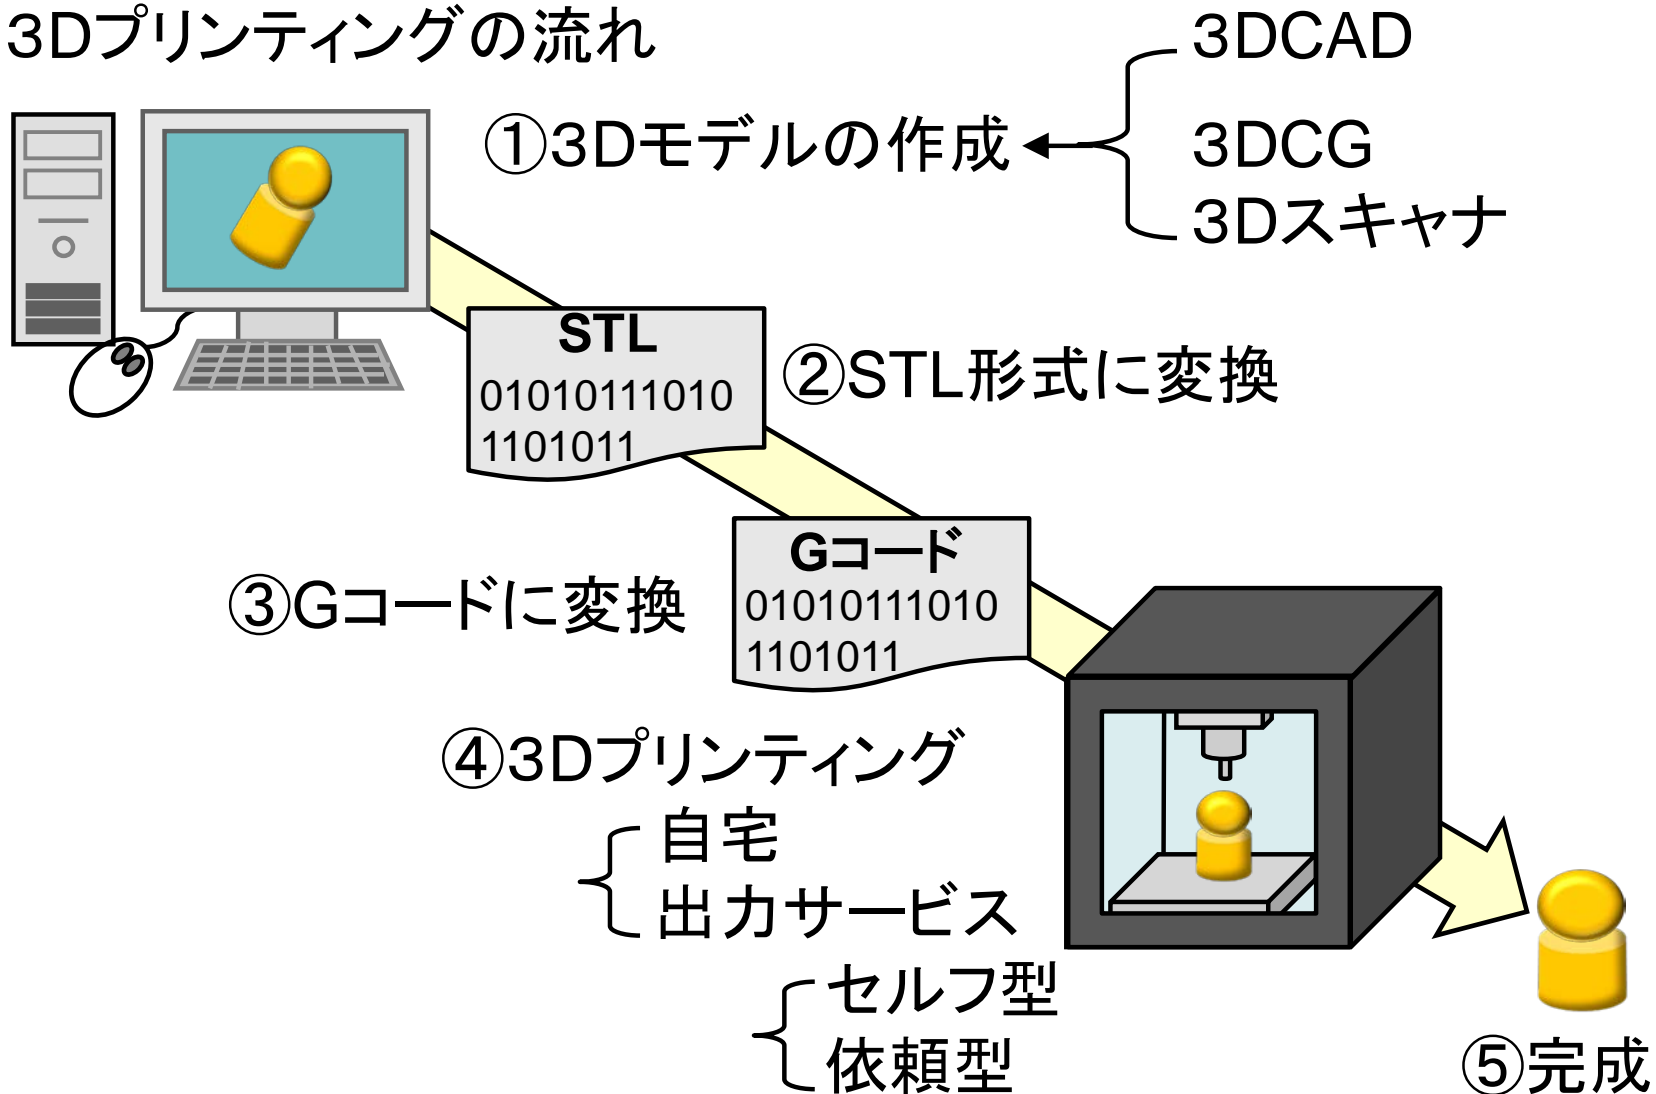 3Dプリンティングの流れ
①3Dモデルの作成
3DCAD
3DCG
3Dスキャナ
STL
01010111010
1101011
②STL形式に変換
Gコード
01010111010
1101011
③Gコードに変換
④3Dプリンティング
自宅
出力サービス
セルフ型
依頼型
⑤完成